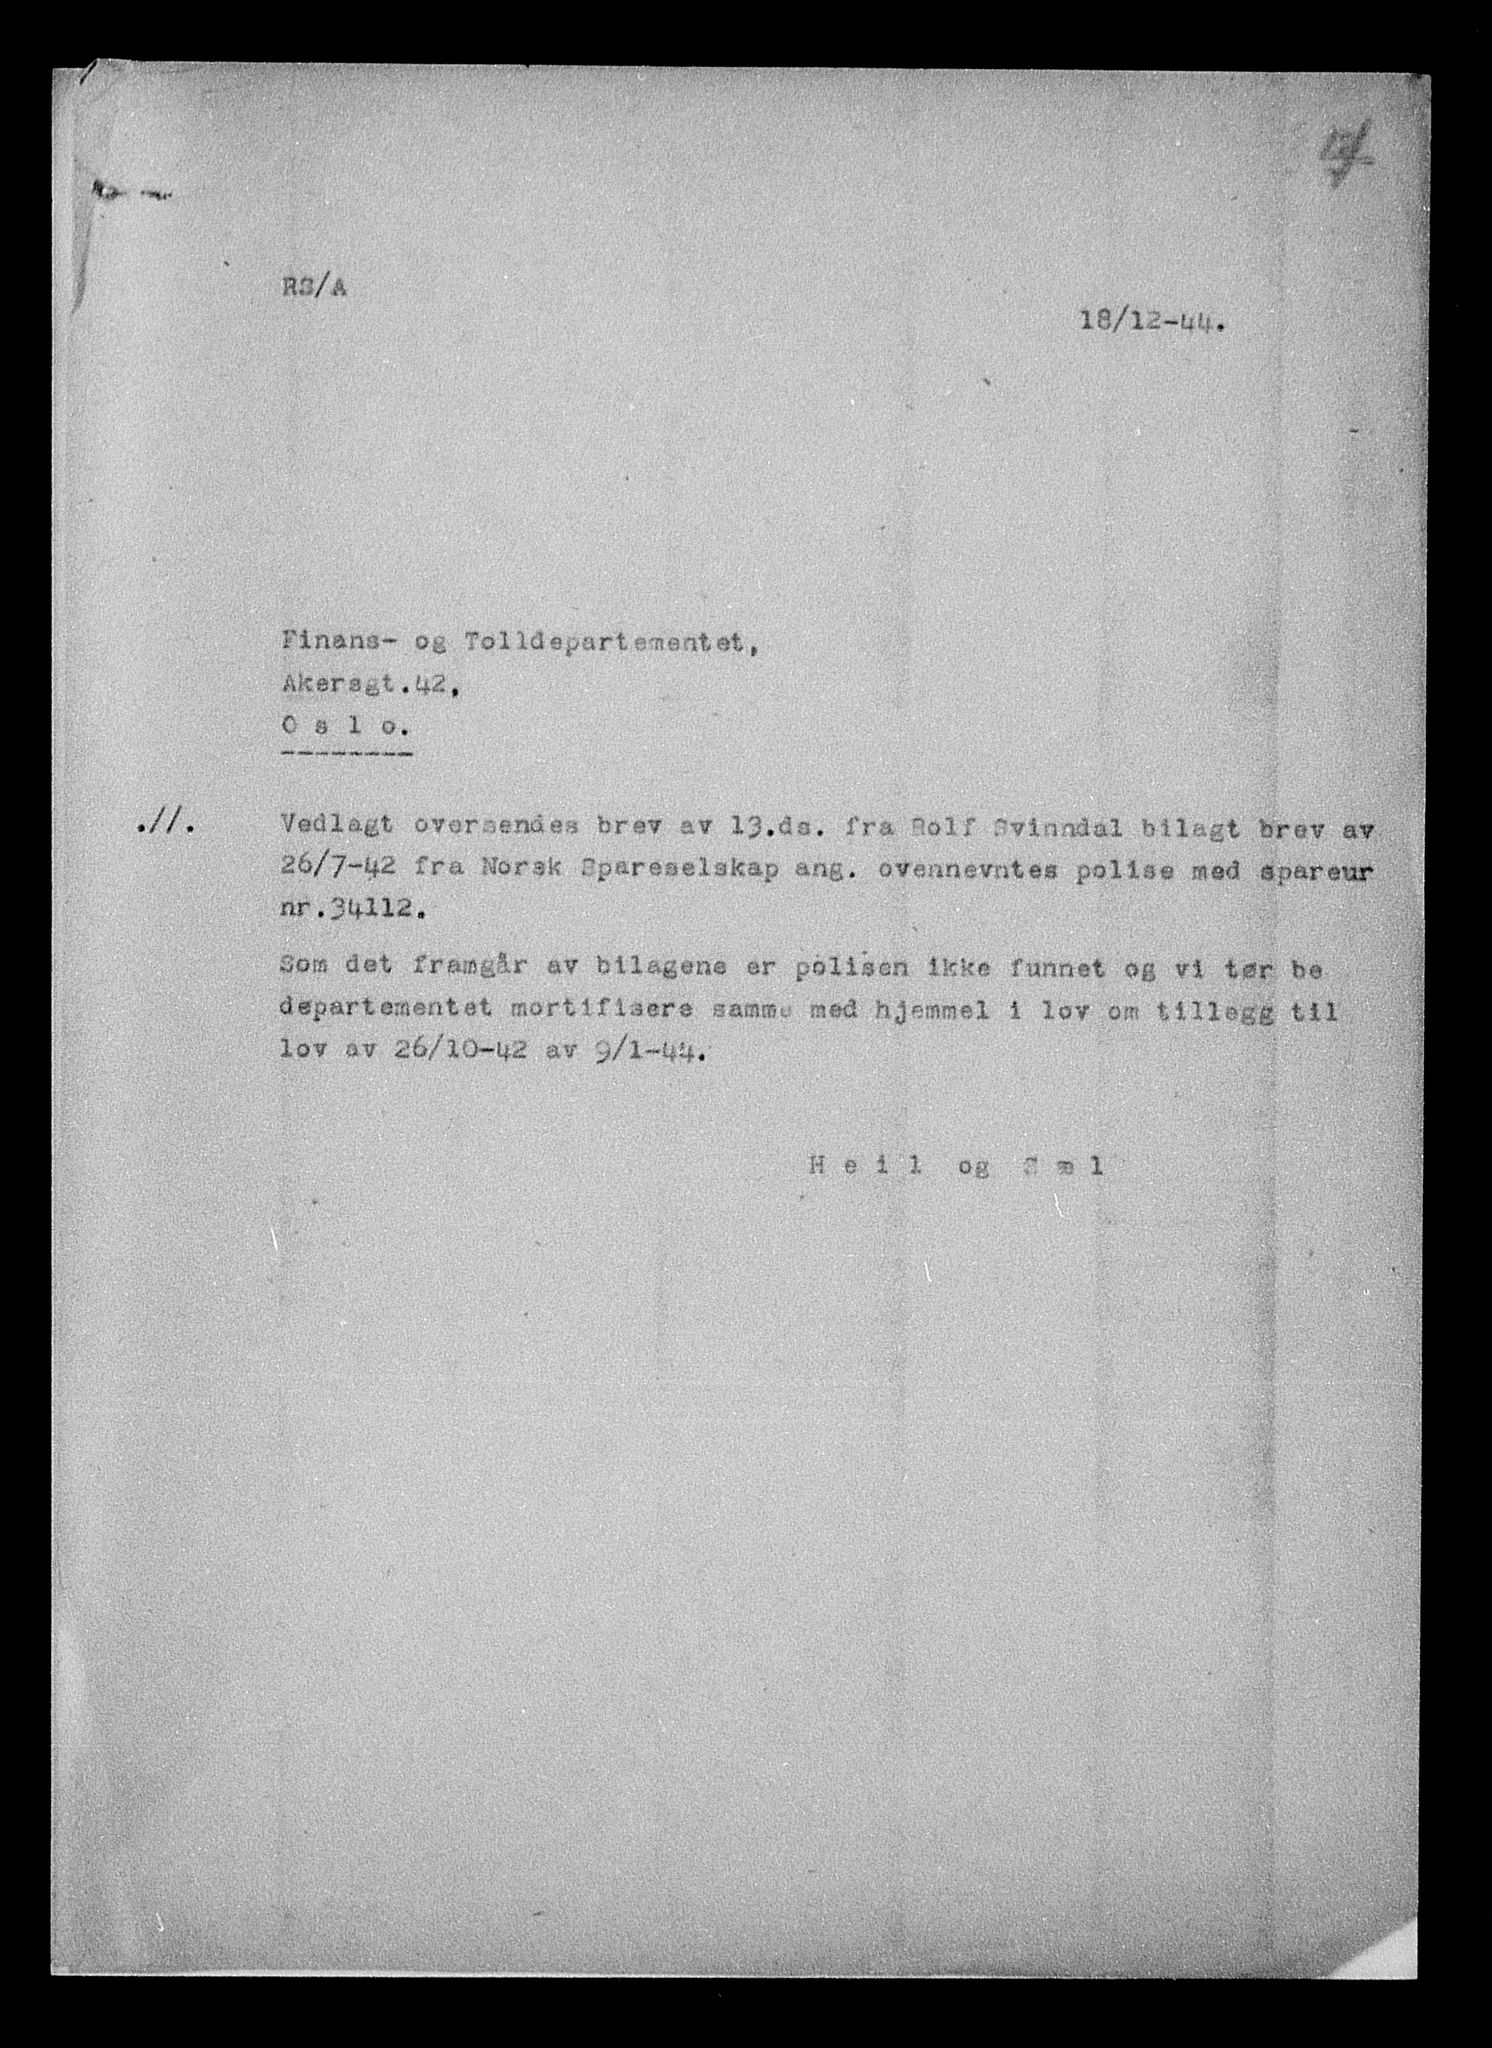 RS/A
18/12-44.
Finans- og Tolldepartementet,
Akersgt.42,
O s l o.
--------
.//. Vedlagt oversendes brev av 13.ds. fra Rolf Svinndal bilagt brev av
26/7-42 fra Norsk Spareselskap ang. ovennevntes polise med spareur
nr.34112.
Som det framgår av bilagene er polisen ikke funnet og vi tør be
departementet mortifisere samme med hjemmel i lov om tillegg til
lov av 26/10-42 av 9/1-44.
H e i l  og  S æ l